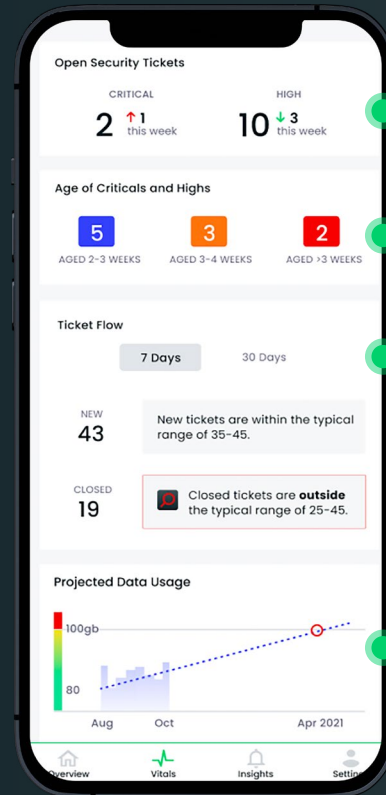 Open Security Tickets
CRITICAL
HIGH
2
↑1
this week
10
↓3
this week
Age of Criticals and Highs
5
3
2
AGED 2-3 WEEKS
AGED 3-4 WEEKS
AGED >3 WEEKS
Ticket Flow
7 Days
30 Days
NEW
43
New tickets are within the typical
range of 35-45.
CLOSED
19
Closed tickets are outside
the typical range of 25-45.
Projected Data Usage
100gb
80
Aug
Oct
Apr 2021
Overview
Vitals
Insights
Setting